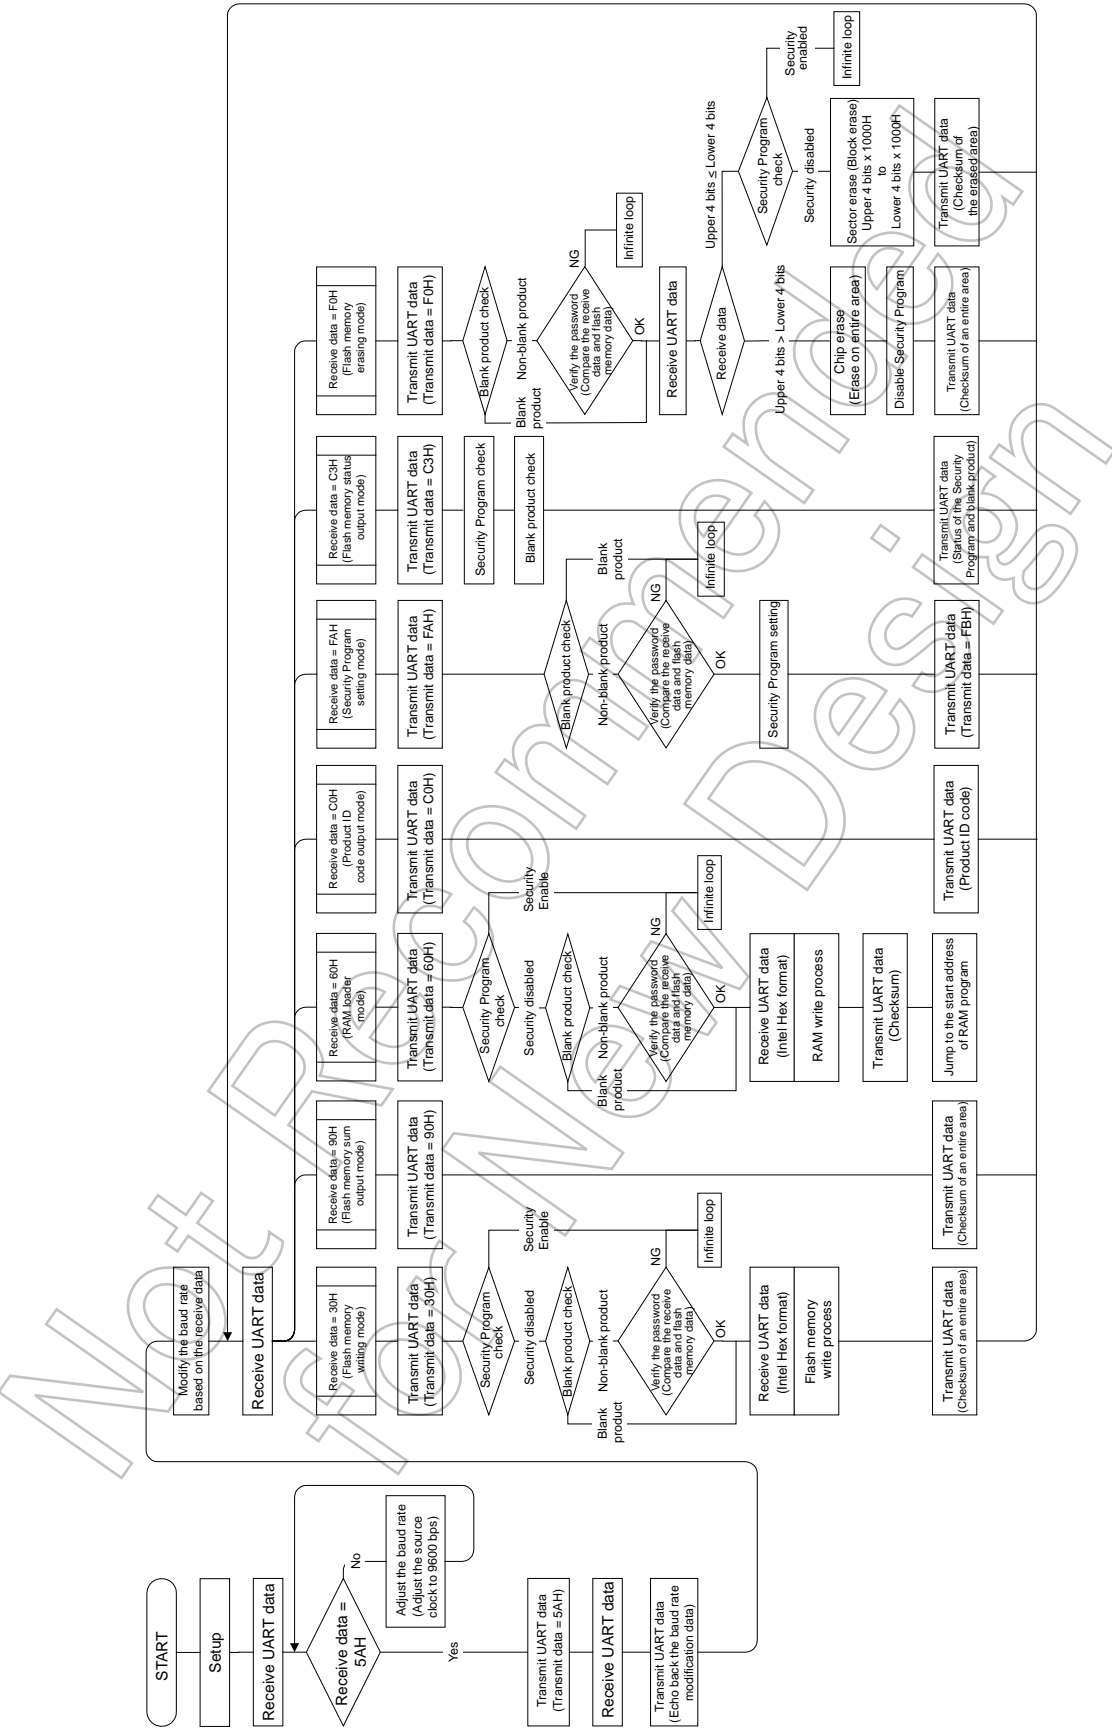 START
Setup
Receive UART data
Receive data =
5AH
No
Adjust the baud rate
(Adjust the source
clock to 9600 bps)
Yes
Transmit UART data
(Transmit data = 5AH)
Receive UART data
Transmit UART data
(Echo back the baud rate
modification data)
Modify the baud rate
based on the receive data
Receive UART data
Receive data = 30H
(Flash memory
writing mode)
Transmit UART data
(Transmit data = 30H)
Security Program
check
Security
Enable
Security disabled
Blank product check
Blank
product
Non-blank product
Verify the password
(Compare the receive
data and flash
memory data)
NG
Infinite loop
OK
Receive UART data
(Intel Hex format)
Flash memory
write process
Transmit UART data
(Checksum of an entire area)
Receive data = 90H
(Flash memory sum
output mode)
Transmit UART data
(Transmit data = 90H)
Transmit UART data
(Checksum of an entire area)
Receive data = 60H
(RAM loader
mode)
Transmit UART data
(Transmit data = 60H)
Security Program
check
Security
Enable
Security disabled
Blank product check
Blank
product
Non-blank product
Verify the password
(Compare the receive
data and flash
memory data)
NG
Infinite loop
OK
Receive UART data
(Intel Hex format)
RAM write process
Transmit UART data
(Checksum)
Jump to the start address
of RAM program
Receive data = C0H
(Product ID
code output mode)
Transmit UART data
(Transmit data = C0H)
Transmit UART data
(Product ID code)
Receive data = FAH
(Security Program
setting mode)
Transmit UART data
(Transmit data = FAH)
Blank product check
Blank
product
Non-blank product
Verify the password
(Compare the receive
data and flash
memory data)
NG
Infinite loop
OK
Security Program setting
Transmit UART data
(Transmit data = FBH)
Receive data = C3H
(Flash memory status
output mode)
Transmit UART data
(Transmit data = C3H)
Security Program check
Blank product check
Transmit UART data
(Status of the Security
Program and blank product)
Receive data = F0H
(Flash memory
erasing mode)
Transmit UART data
(Transmit data = F0H)
Blank product check
Blank
product
Non-blank product
Verify the password
(Compare the receive
data and flash
memory data)
NG
Infinite loop
OK
Receive UART data
Receive data
Upper 4 bits > Lower 4 bits
Chip erase
(Erase on entire area)
Disable Security Program
Transmit UART data
(Checksum of an entire area)
Upper 4 bits ≤ Lower 4 bits
Security Program
check
Security
enabled
Infinite loop
Security disabled
Sector erase (Block erase)
Upper 4 bits x 1000H
to
Lower 4 bits x 1000H
Transmit UART data
(Checksum of
the erased area)
Not Recommended
for New Design